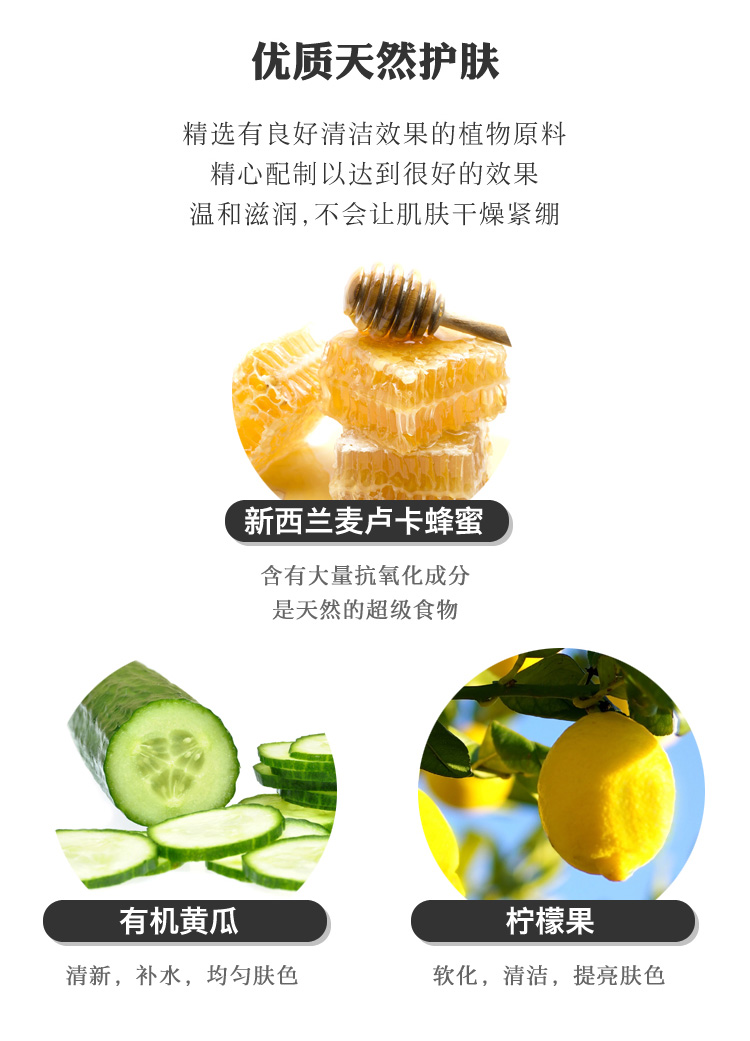 优质天然护肤
精选有良好清洁效果的植物原料
精心配制以达到很好的效果
温和滋润,不会让肌肤干燥紧绷
新西兰麦卢卡蜂蜜
含有大量抗氧化成分
是天然的超级食物
有机黄瓜
清新，补水，均匀肤色
柠檬果
软化，清洁，提亮肤色